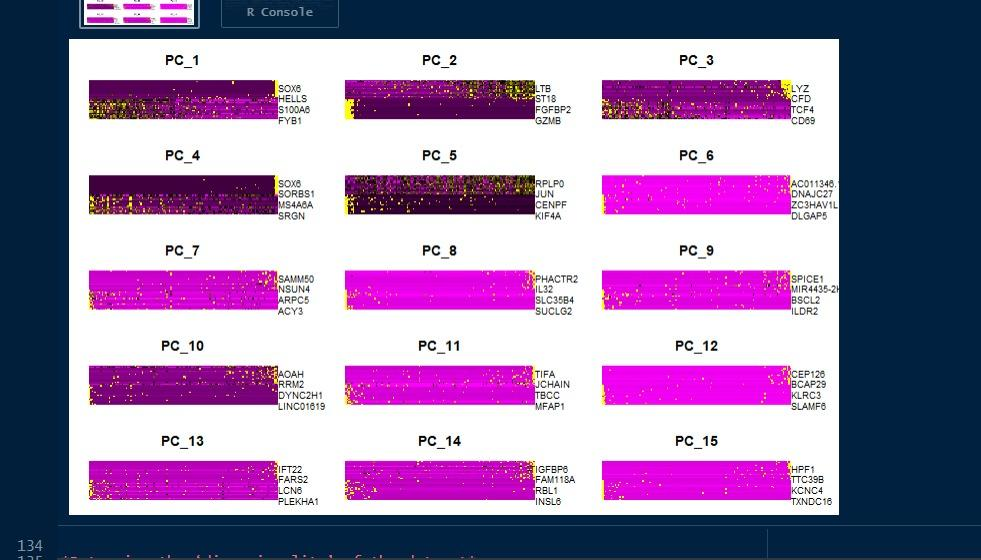 R Console
PC_1
PC_2
PC_3
SOX6
HELLS
S100A6
FYB1
LTB
ST18
FGFBP2
GZMB
LYZ
CFD
TCF4
CD69
PC_4
PC_5
PC_6
SOX6
SORBS1
MS4A6A
SRGN
RPLP0
JUN
CENPF
KIF4A
AC011346.
DNAJC27
ZC3HAV1L
DLGAP5
PC_7
PC_8
PC_9
SAMM50
NSUN4
ARPC5
ACY3
PHACTR2
IL32
SLC35B4
SUCLG2
SPICE1
MIR4435-2H
BSCL2
ILDR2
PC_10
PC_11
PC_12
AOAH
RRM2
DYNC2H1
LINC01619
TIFA
JCHAIN
TBCC
MFAP1
CEP126
BCAP29
KLRC3
SLAMF6
PC_13
PC_14
PC_15
IFT22
FARS2
LCN6
PLEKHA1
IGFBP6
FAM118A
RBL1
INSL6
HPF1
TTC39B
KCNC4
TXNDC16
134